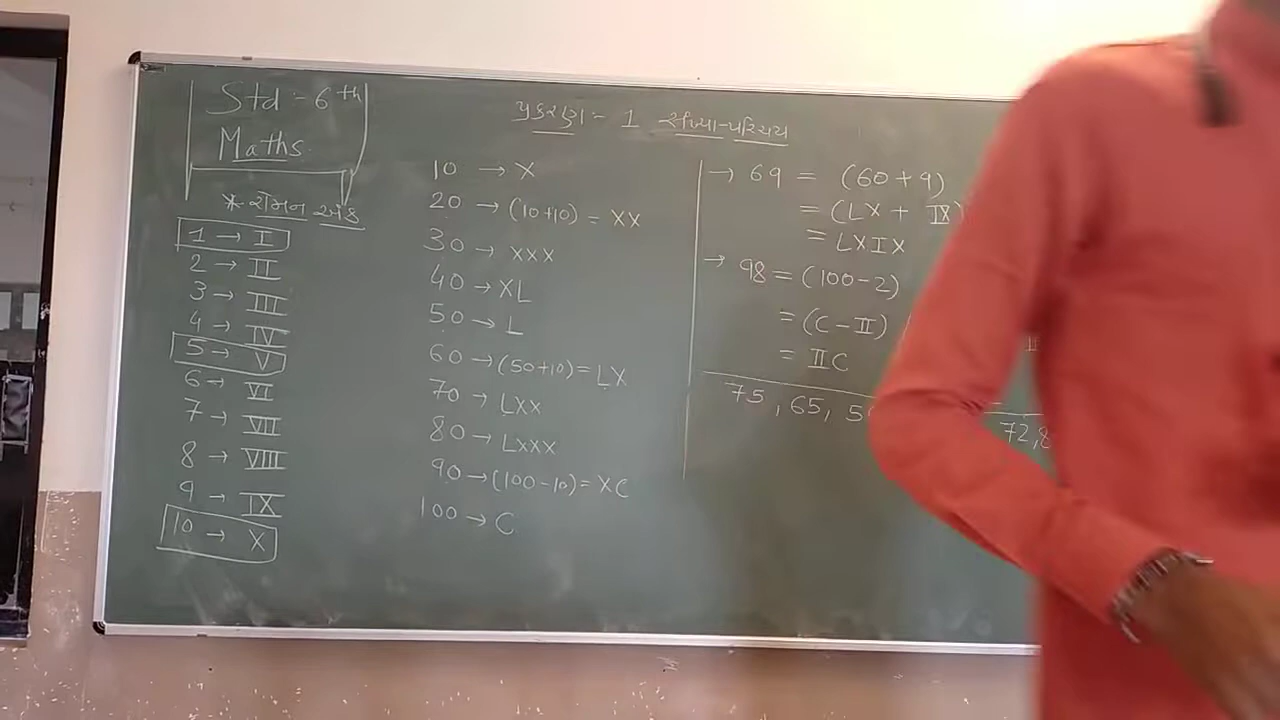 Std :- 6th
Maths.
* રોમન અંક
1 → I
2 → II
3 → III
4 → IV
5 → V
6 → VI
7 → VII
8 → VIII
9 → IX
10 → X
પ્રકરણ :- 1 સંખ્યા-પરિચય
10 → X
20 → (10+10) = XX
30 → XXX
40 → XL
50 → L
60 → (50+10) = LX
70 → LXX
80 → LXXX
90 → (100-10) = XC
100 → C
→ 69 = (60+9)
= (LX + IX)
= LXIX
→ 98 = (100-2)
= (C-II)
= IIC
75, 65, 5
72, 8